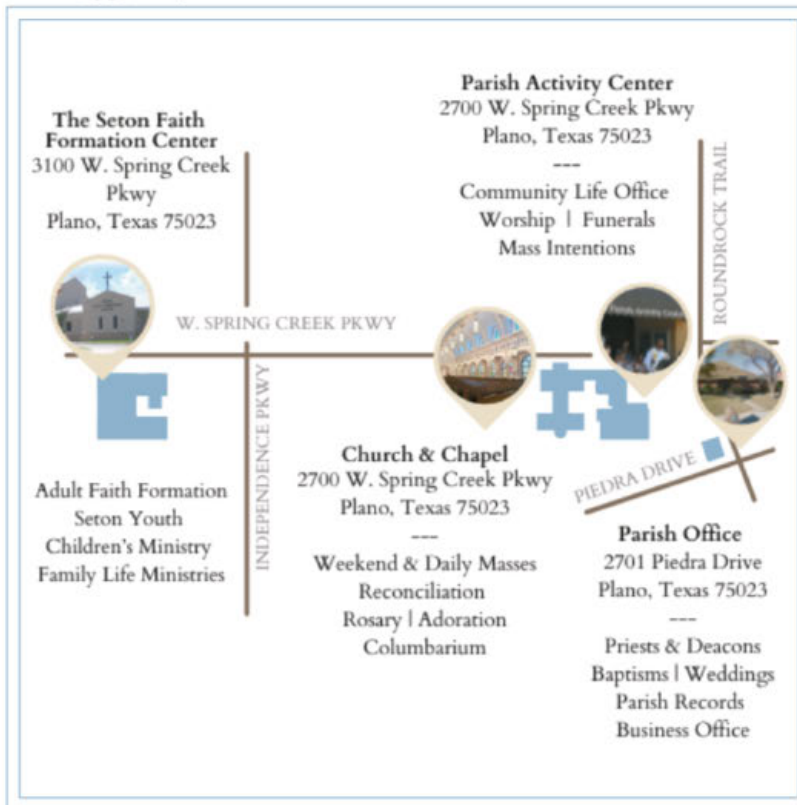 The Seton Faith
Formation Center
3100 W. Spring Creek
Pkwy
Plano, Texas 75023
Adult Faith Formation
Seton Youth
Children's Ministry
Family Life Ministries
W. SPRING CREEK PKWY
INDEPENDENCE PKWY
Parish Activity Center
2700 W. Spring Creek Pkwy
Plano, Texas 75023
---
Community Life Office
Worship | Funerals
Mass Intentions
ROUNDROCK TRAIL
Church & Chapel
2700 W. Spring Creek Pkwy
Plano, Texas 75023
---
Weekend & Daily Masses
Reconciliation
Rosary | Adoration
Columbarium
PIEDRA DRIVE
Parish Office
2701 Piedra Drive
Plano, Texas 75023
---
Priests & Deacons
Baptisms | Weddings
Parish Records
Business Office